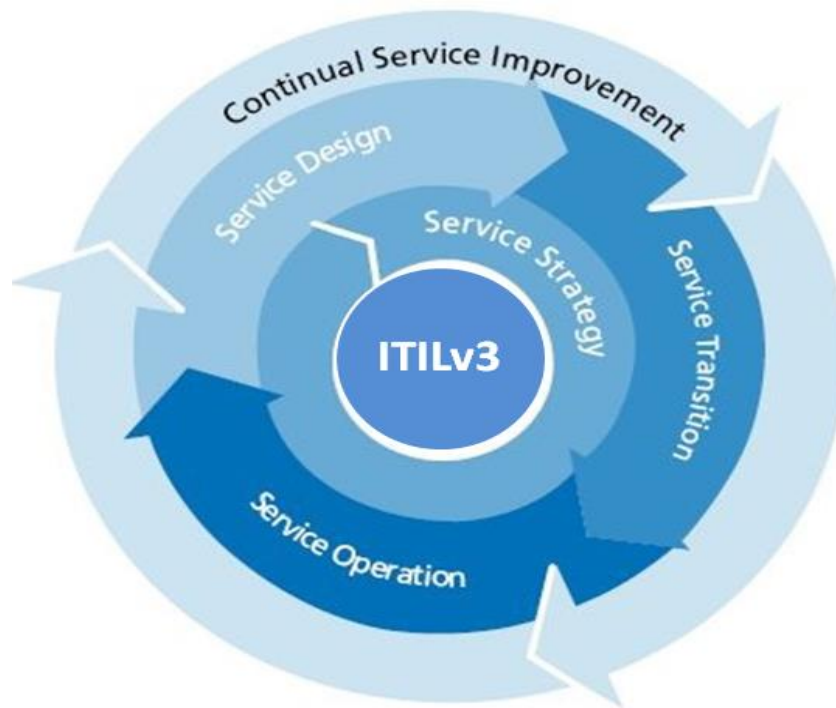 Continual Service Improvement
Service Design
Service Strategy
ITILv3
Service Transition
Service Operation